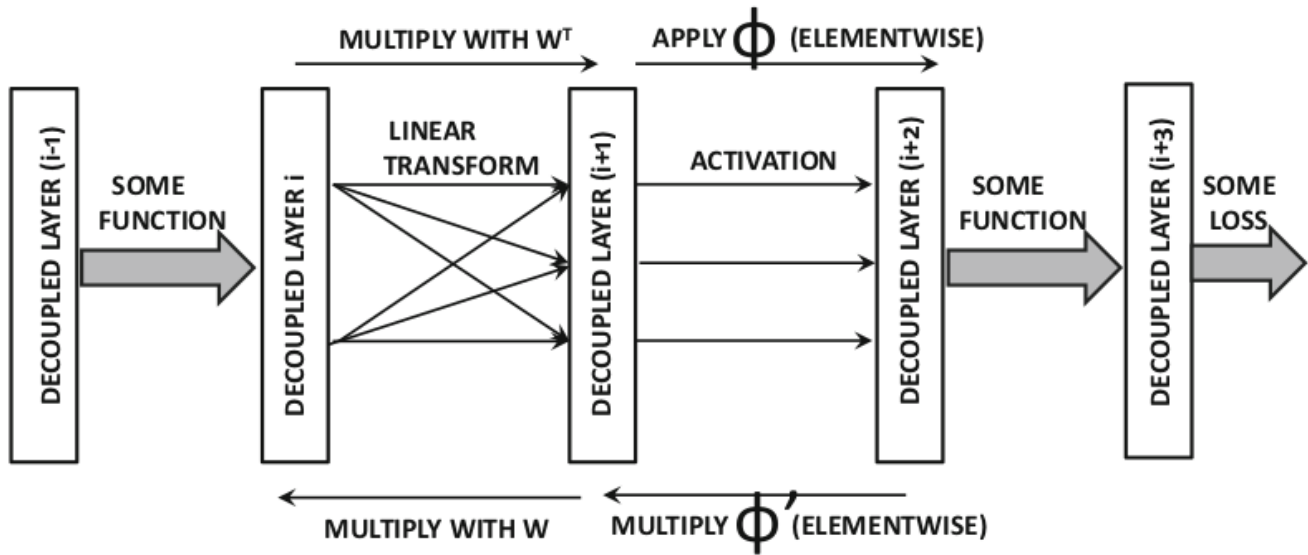 MULTIPLY WITH Wᵀ
APPLY ϕ (ELEMENTWISE)
DECOUPLED LAYER (i-1)
SOME
FUNCTION
DECOUPLED LAYER i
LINEAR
TRANSFORM
DECOUPLED LAYER (i+1)
ACTIVATION
DECOUPLED LAYER (i+2)
SOME
FUNCTION
DECOUPLED LAYER (i+3)
SOME
LOSS
MULTIPLY WITH W
MULTIPLY ϕ′ (ELEMENTWISE)